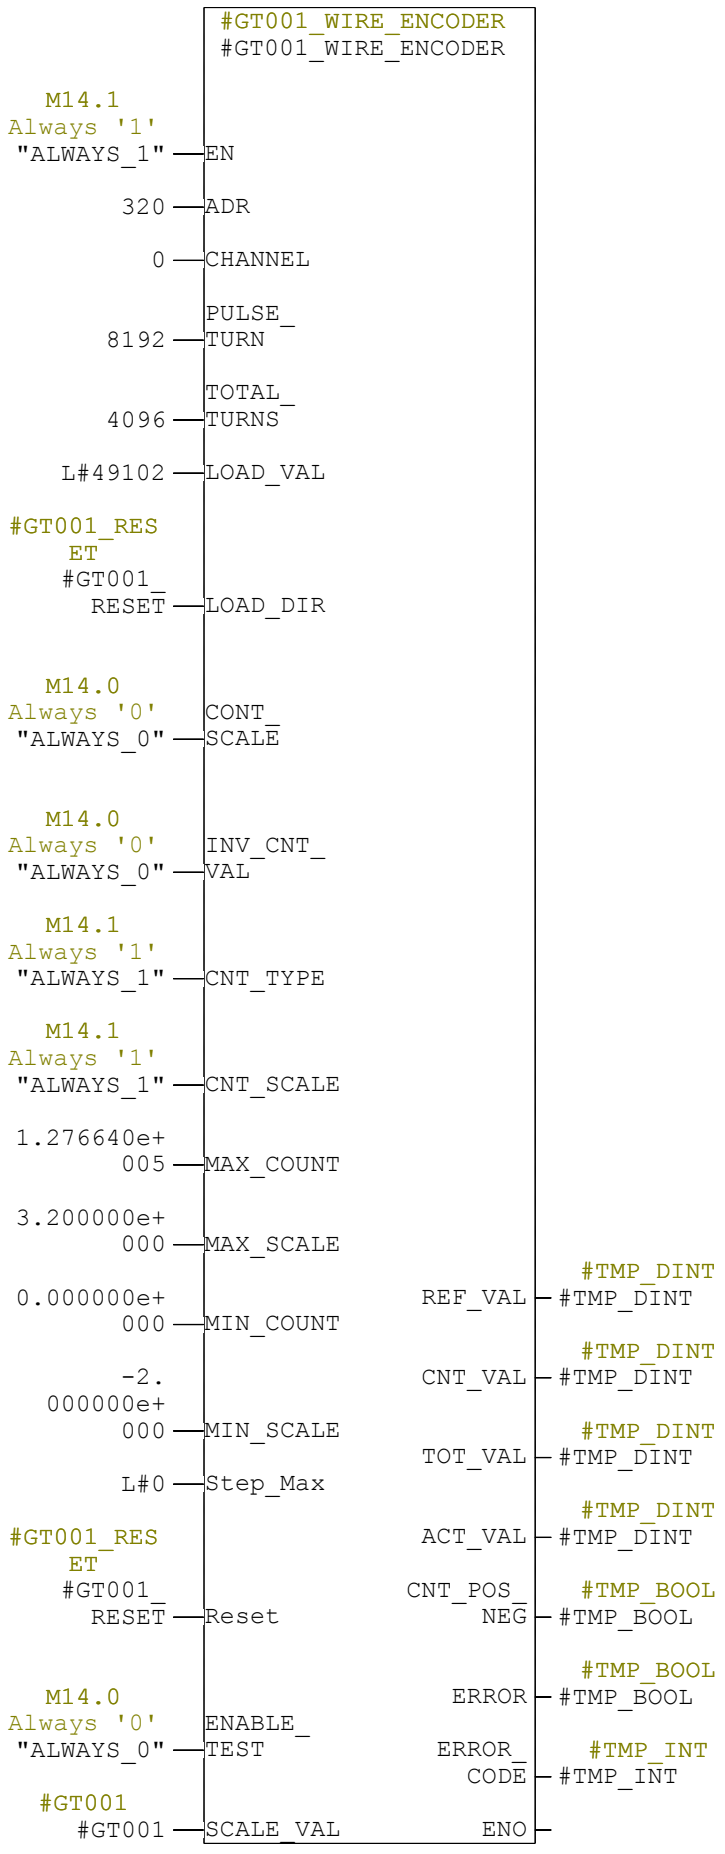 #GT001_WIRE_ENCODER
#GT001_WIRE_ENCODER
M14.1
Always '1'
"ALWAYS_1" EN
320 ADR
0 CHANNEL
PULSE_
8192 TURN
TOTAL_
4096 TURNS
L#49102 LOAD_VAL
#GT001_RES
ET
#GT001_
RESET LOAD_DIR
M14.0
Always '0' CONT_
"ALWAYS_0" SCALE
M14.0
Always '0' INV_CNT_
"ALWAYS_0" VAL
M14.1
Always '1'
"ALWAYS_1" CNT_TYPE
M14.1
Always '1'
"ALWAYS_1" CNT_SCALE
1.276640e+
005 MAX_COUNT
3.200000e+
000 MAX_SCALE
#TMP_DINT
0.000000e+ REF_VAL #TMP_DINT
000 MIN_COUNT
#TMP_DINT
-2. CNT_VAL #TMP_DINT
000000e+
000 MIN_SCALE #TMP_DINT
TOT_VAL #TMP_DINT
L#0 Step_Max
#TMP_DINT
#GT001_RES ACT_VAL #TMP_DINT
ET
#GT001_ CNT_POS_ #TMP_BOOL
RESET Reset NEG #TMP_BOOL
#TMP_BOOL
M14.0 ERROR #TMP_BOOL
Always '0' ENABLE_
"ALWAYS_0" TEST ERROR_ #TMP_INT
CODE #TMP_INT
#GT001
#GT001 SCALE_VAL ENO